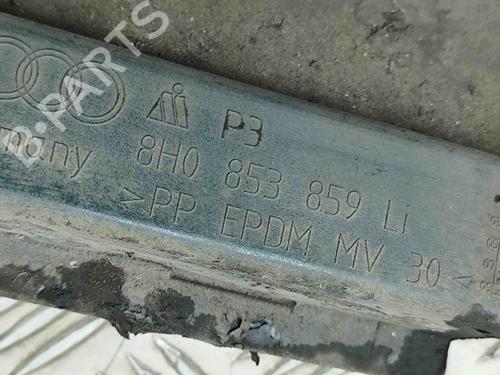 D-PARTS
P3
many 8H0 853 859 Li
>PP EPDM MV 30<